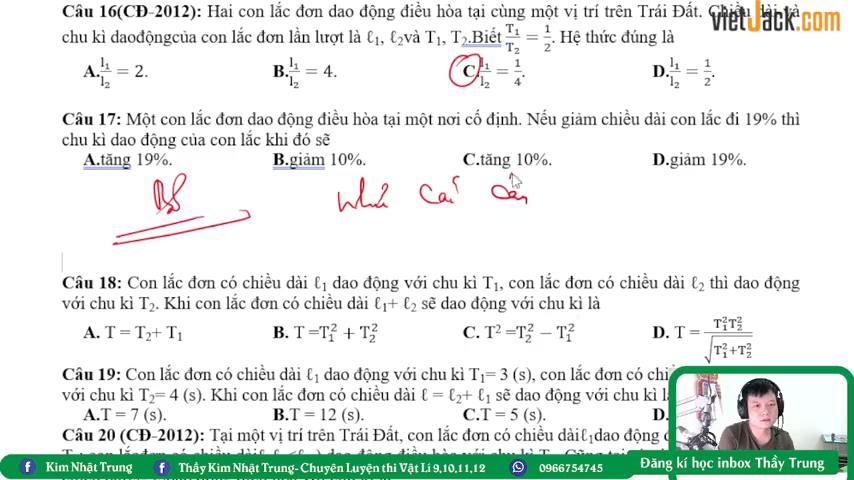 Câu 16(CĐ-2012): Hai con lắc đơn dao động điều hòa tại cùng một vị trí trên Trái Đất. Chiều dài và
vietJack.com
chu kì daođộngcủa con lắc đơn lần lượt là ℓ₁, ℓ₂và T₁, T₂.Biết T₁/T₂ = 1/2. Hệ thức đúng là
A.l₁/l₂ = 2. B.l₁/l₂ = 4. C.l₁/l₂ = 1/4. D.l₁/l₂ = 1/2.
Câu 17: Một con lắc đơn dao động điều hòa tại một nơi cố định. Nếu giảm chiều dài con lắc đi 19% thì
chu kì dao động của con lắc khi đó sẽ
A.tăng 19%. B.giảm 10%. C.tăng 10%. D.giảm 19%.
Câu 18: Con lắc đơn có chiều dài ℓ₁ dao động với chu kì T₁, con lắc đơn có chiều dài ℓ₂ thì dao động
với chu kì T₂. Khi con lắc đơn có chiều dài ℓ₁+ ℓ₂ sẽ dao động với chu kì là
A. T = T₂+ T₁ B. T =T₁² + T₂² C. T² =T₂² − T₁² D. T = T₁²T₂²/√(T₁²+T₂²)
Câu 19: Con lắc đơn có chiều dài ℓ₁ dao động với chu kì T₁= 3 (s), con lắc đơn có
với chu kì T₂= 4 (s). Khi con lắc đơn có chiều dài ℓ = ℓ₂+ ℓ₁ sẽ dao động với chu kì
A.T = 7 (s). B.T = 12 (s). C.T = 5 (s). D.
Câu 20 (CĐ-2012): Tại một vị trí trên Trái Đất, con lắc đơn có chiều dàiℓ₁dao động
Kim Nhật Trung Thầy Kim Nhật Trung- Chuyên Luyện thi Vật Lí 9,10,11,12 0966754745 Đăng kí học inbox Thầy Trung